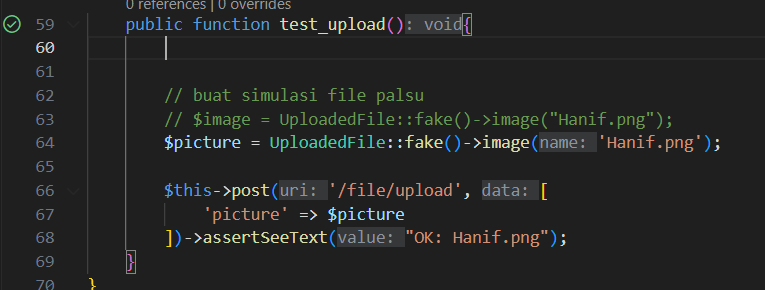 0 references | 0 overrides
59 public function test_upload(): void{
60
61
62 // buat simulasi file palsu
63 // $image = UploadedFile::fake()->image("Hanif.png");
64 $picture = UploadedFile::fake()->image(name: 'Hanif.png');
65
66 $this->post(uri: '/file/upload', data: [
67 'picture' => $picture
68 ])->assertSeeText(value: "OK: Hanif.png");
69 }
70 }